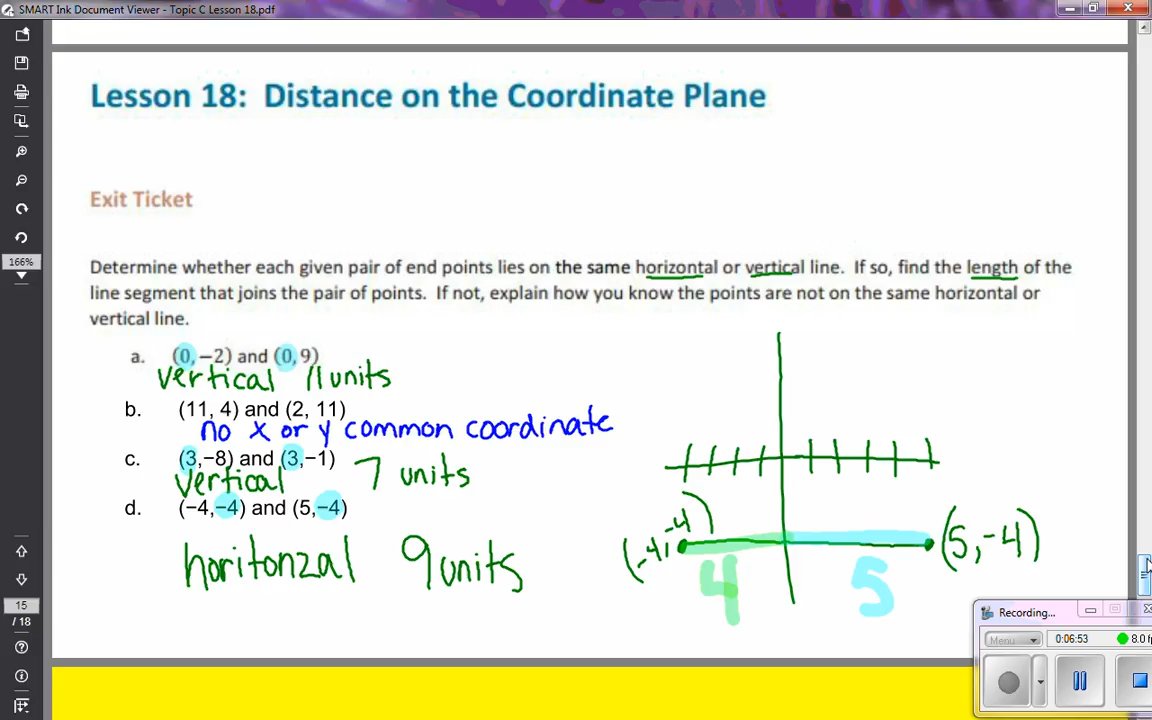 SMART Ink Document Viewer - Topic C Lesson 18.pdf
Lesson 18: Distance on the Coordinate Plane
Exit Ticket
Determine whether each given pair of end points lies on the same horizontal or vertical line. If so, find the length of the
line segment that joins the pair of points. If not, explain how you know the points are not on the same horizontal or
vertical line.
a. (0,−2) and (0,9)
vertical 11 units
b. (11, 4) and (2, 11)
no x or y common coordinate
c. (3,−8) and (3,−1) 7 units
vertical
d. (−4,−4) and (5,−4)
horitonzal 9 units
(-4,-4) (5,-4)
4 5
166%
15
/ 18
Recording...
Menu 0:06:53 8.0 f